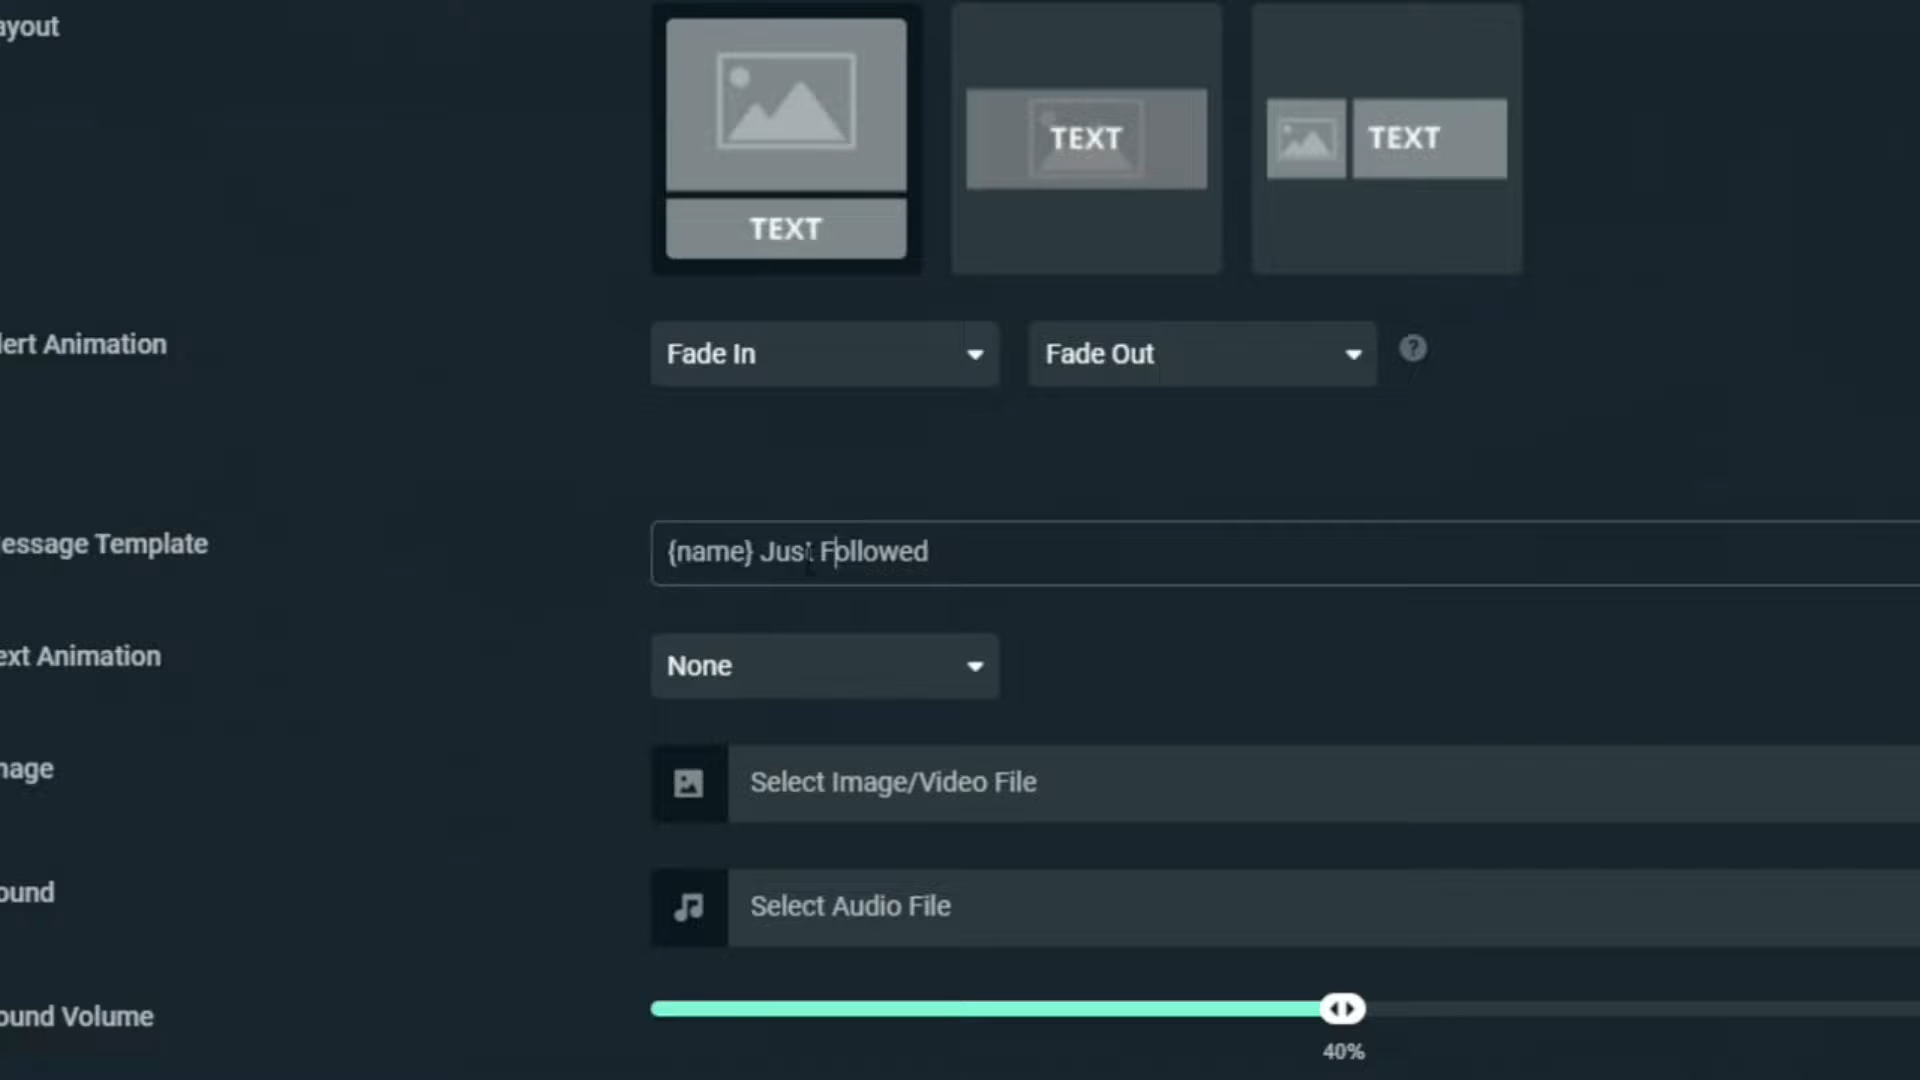 ayout
TEXT
TEXT
TEXT
lert Animation
Fade In
Fade Out
?
essage Template
{name} Just Followed
ext Animation
None
mage
Select Image/Video File
ound
Select Audio File
ound Volume
40%